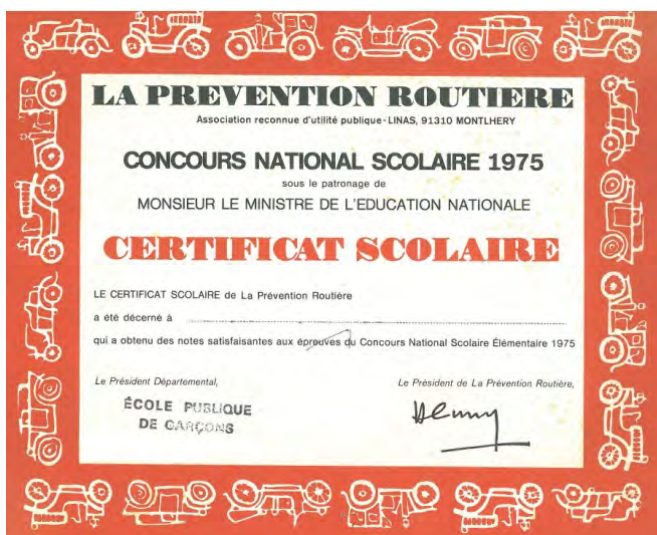 LA PREVENTION ROUTIERE
Association reconnue d'utilité publique - LINAS, 91310 MONTLHERY
CONCOURS NATIONAL SCOLAIRE 1975
sous le patronage de
MONSIEUR LE MINISTRE DE L'EDUCATION NATIONALE
CERTIFICAT SCOLAIRE
LE CERTIFICAT SCOLAIRE de La Prévention Routière
a été décerné à
qui a obtenu des notes satisfaisantes aux épreuves du Concours National Scolaire Élémentaire 1975
Le Président Départemental,
Le Président de La Prévention Routière,
ÉCOLE PUBLIQUE
DE GARÇONS